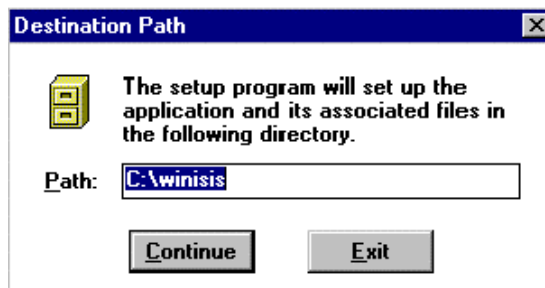 Destination Path
The setup program will set up the
application and its associated files in
the following directory.
Path: C:\winisis
Continue Exit